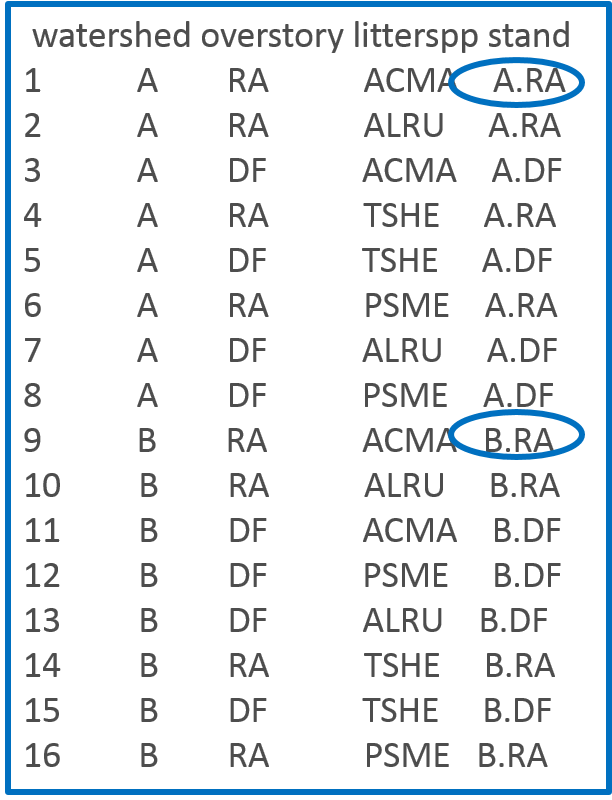 watershed overstory litterspp stand
1 A RA ACMA A.RA
2 A RA ALRU A.RA
3 A DF ACMA A.DF
4 A RA TSHE A.RA
5 A DF TSHE A.DF
6 A RA PSME A.RA
7 A DF ALRU A.DF
8 A DF PSME A.DF
9 B RA ACMA B.RA
10 B RA ALRU B.RA
11 B DF ACMA B.DF
12 B DF PSME B.DF
13 B DF ALRU B.DF
14 B RA TSHE B.RA
15 B DF TSHE B.DF
16 B RA PSME B.RA